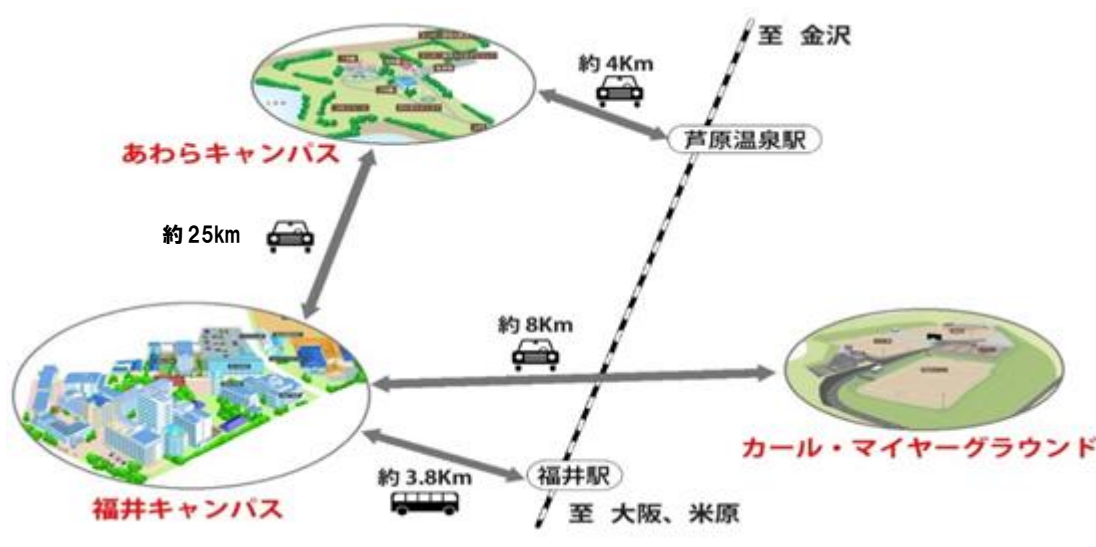 至 金沢
約 4Km
芦原温泉駅
あわらキャンパス
約 25km
約 8Km
カール・マイヤーグラウンド
約 3.8Km
福井駅
福井キャンパス
至 大阪、米原